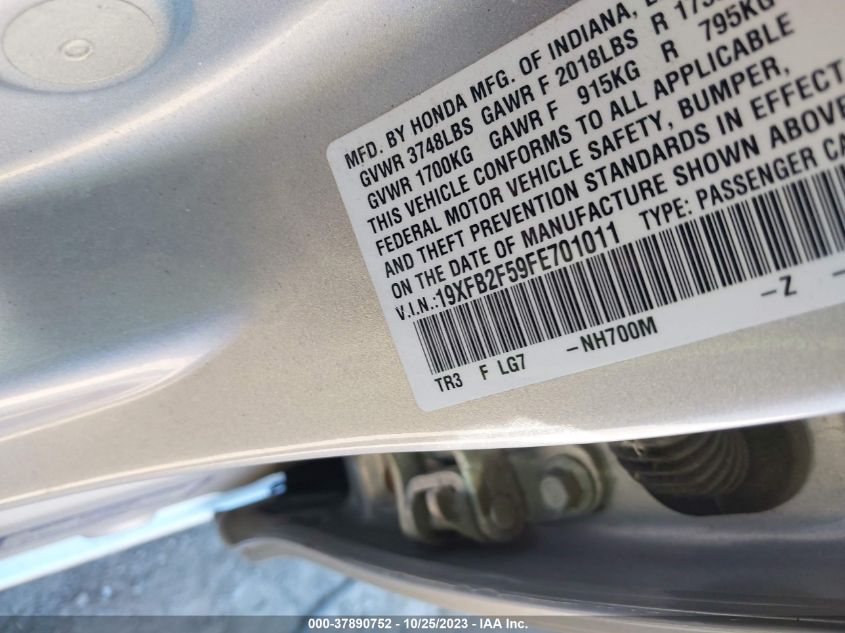 MFD. BY HONDA MFG. OF INDIANA,
GVWR 3748LBS GAWR F 2018LBS R
GVWR 1700KG GAWR F 915KG R 795KG
THIS VEHICLE CONFORMS TO ALL APPLICABLE
FEDERAL MOTOR VEHICLE SAFETY, BUMPER,
AND THEFT PREVENTION STANDARDS IN EFFECT
ON THE DATE OF MANUFACTURE SHOWN ABOVE
V.I.N.:19XFB2F59FE701011 TYPE: PASSENGER CA
TR3 F LG7 -NH700M -Z -
000-37890752 - 10/25/2023 - IAA Inc.